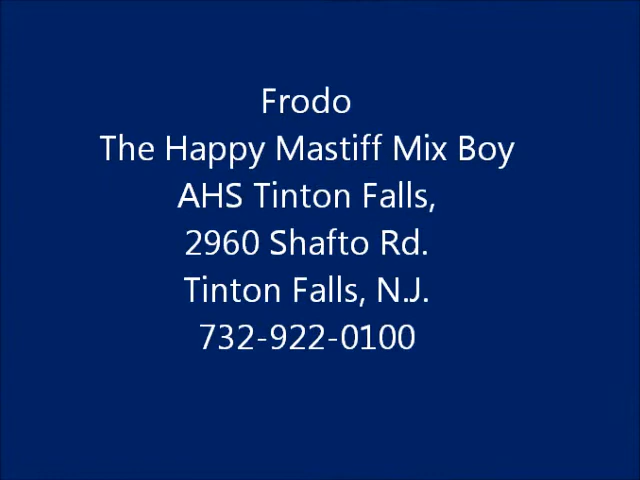 Frodo
The Happy Mastiff Mix Boy
AHS Tinton Falls,
2960 Shafto Rd.
Tinton Falls, N.J.
732-922-0100